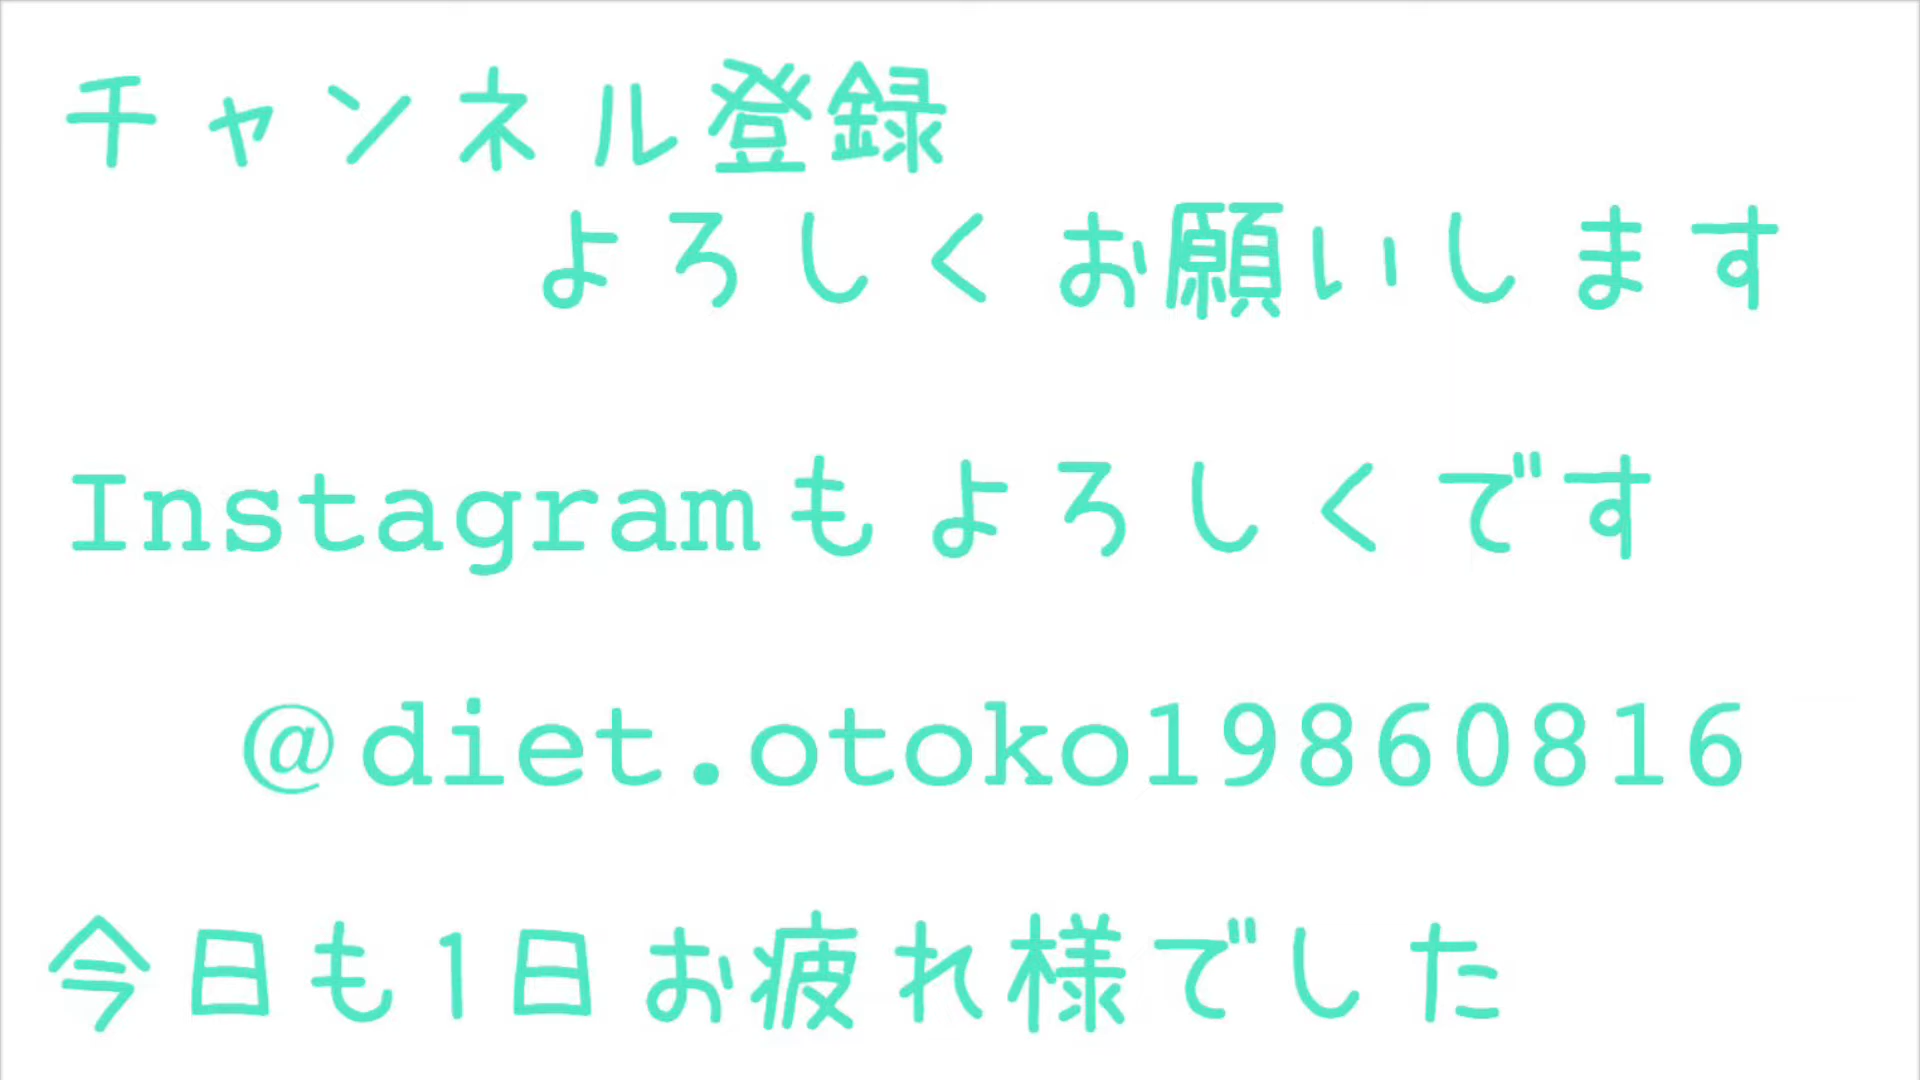 チャンネル登録
よろしくお願いします
Instagramもよろしくです
@diet.otoko19860816
今日も1日お疲れ様でした